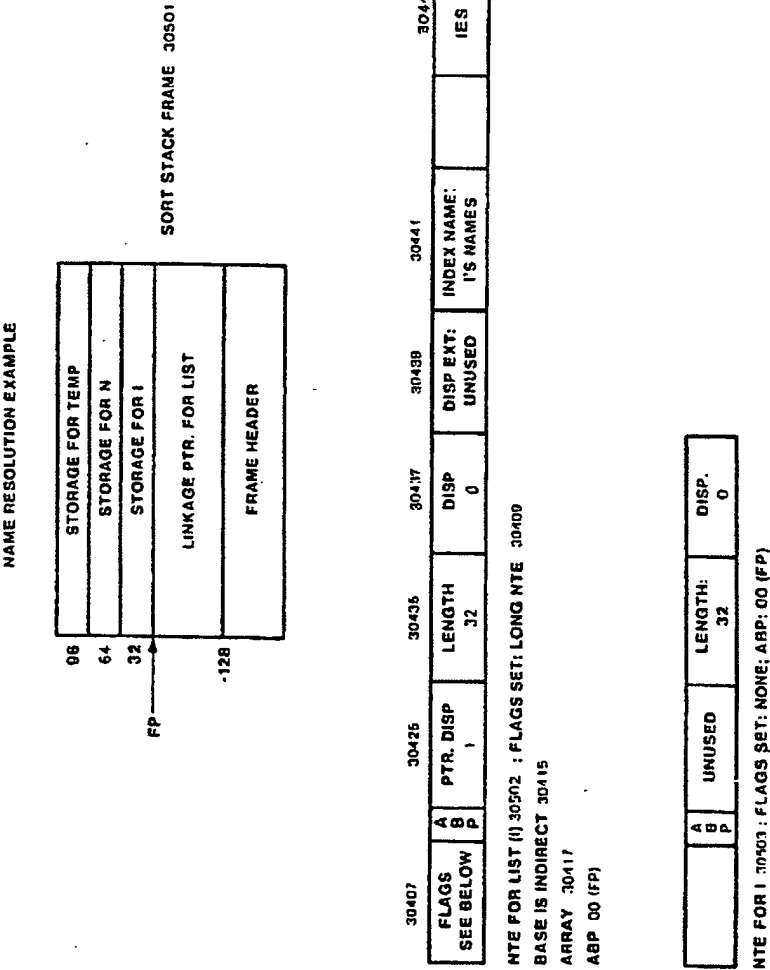 NAME RESOLUTION EXAMPLE
96
STORAGE FOR TEMP
64
STORAGE FOR N
32
STORAGE FOR I
FP
LINKAGE PTR. FOR LIST
-128
FRAME HEADER
SORT STACK FRAME 30501
30407
30425
30435
30437
30439
30441
FLAGS
SEE BELOW
A
B
P
PTR. DISP
LENGTH
32
DISP
0
DISP EXT:
UNUSED
INDEX NAME:
I'S NAMES
IES
NTE FOR LIST (I) 30502 : FLAGS SET: LONG NTE 30409
BASE IS INDIRECT 30415
ARRAY 30417
ABP 00 (FP)
A
B
P
UNUSED
LENGTH:
32
DISP.
0
NTE FOR I 30503 : FLAGS SET: NONE; ABP: 00 (FP)